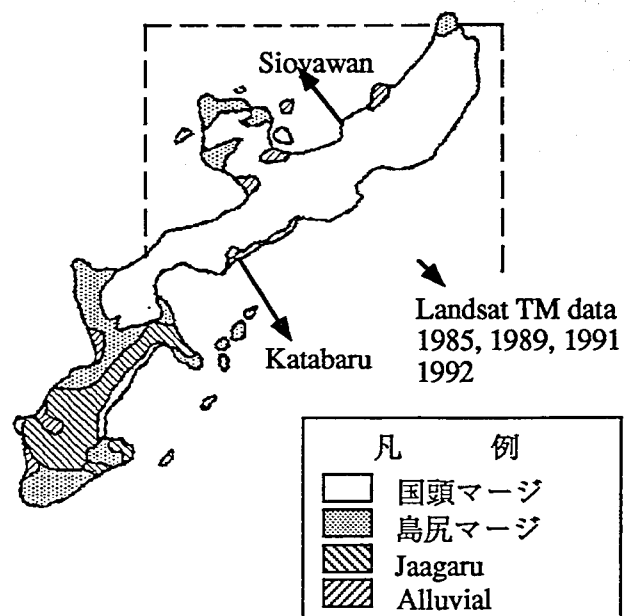 Sioyawan
Landsat TM data
1985, 1989, 1991
1992
Katabaru
凡 例
国頭マージ
島尻マージ
Jaagaru
Alluvial